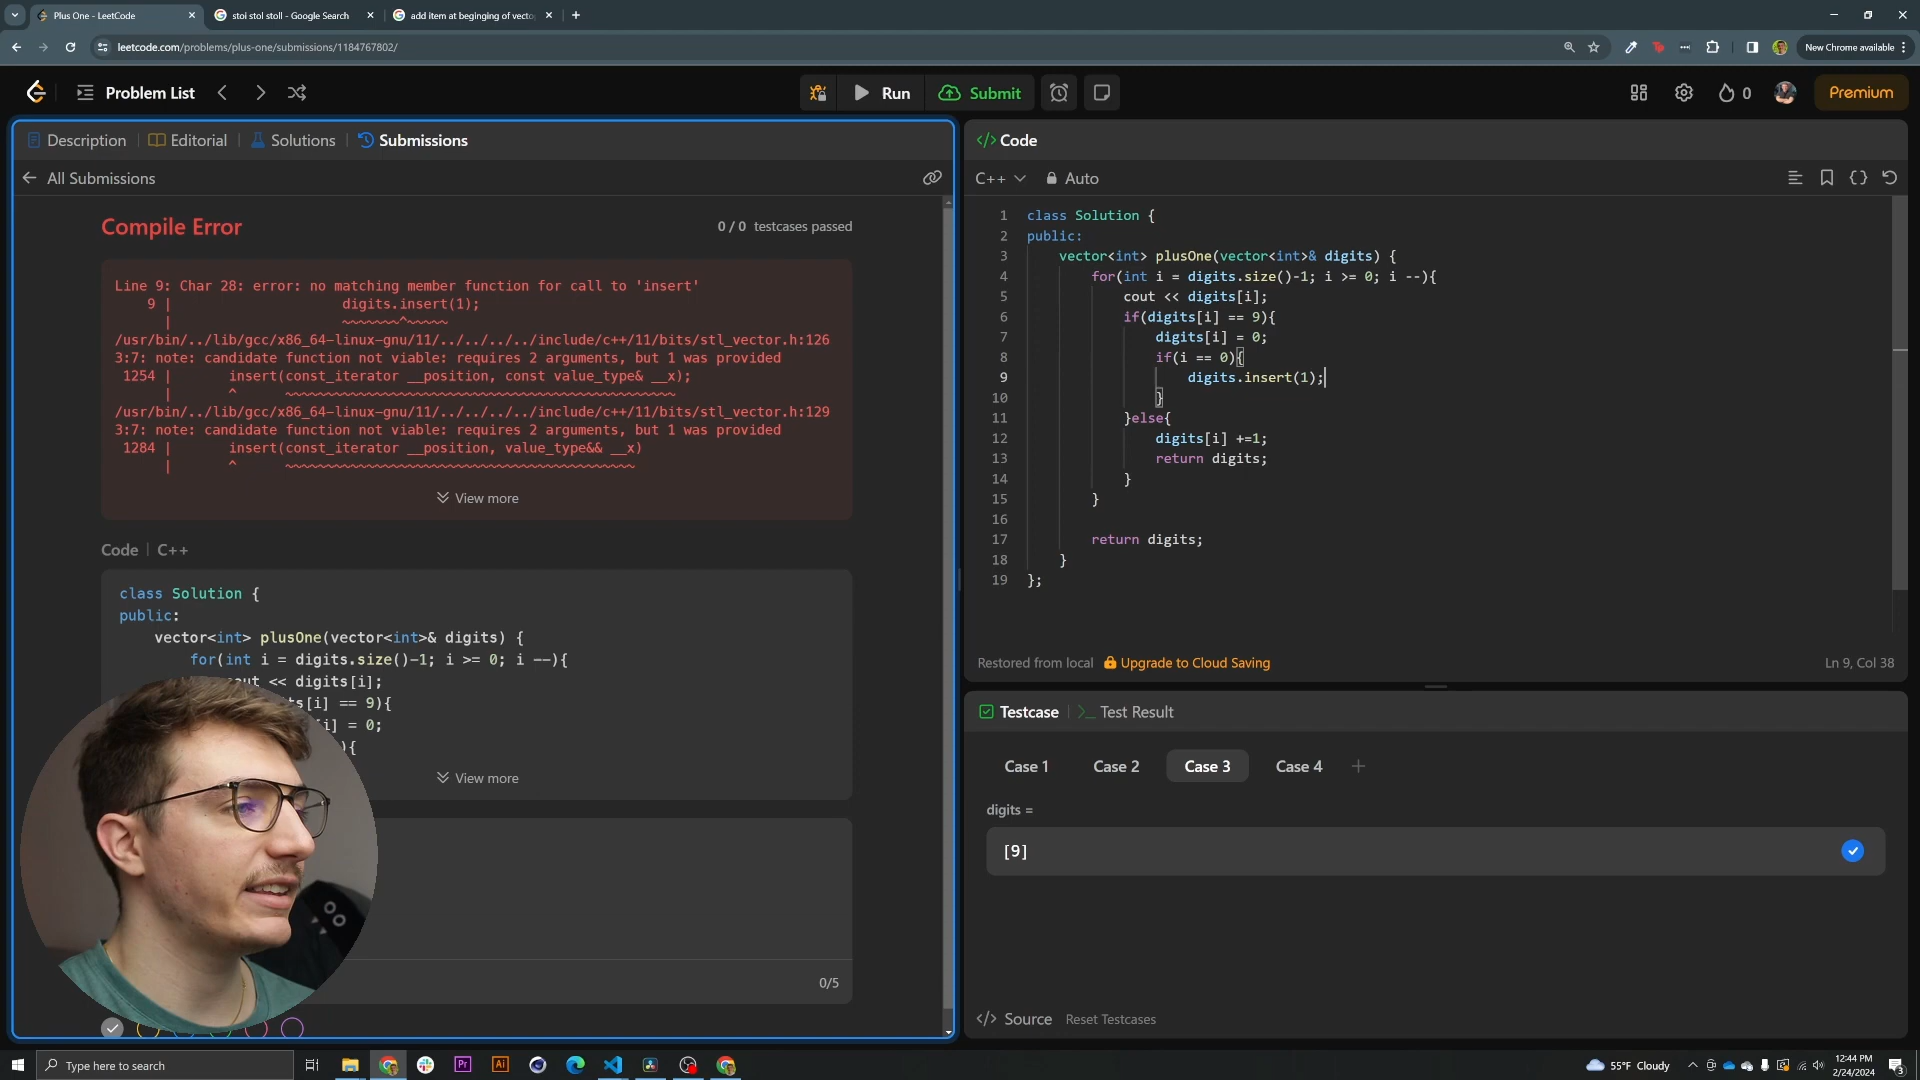 Plus One - LeetCode
stoi stol stoll - Google Search
add item at beginging of vecto
leetcode.com/problems/plus-one/submissions/1184767802/
New Chrome available
Problem List
Run
Submit
0
Premium
Description
Editorial
Solutions
Submissions
All Submissions
Compile Error
0 / 0 testcases passed
Line 9: Char 28: error: no matching member function for call to 'insert'
9 | digits.insert(1);
| ~~~~~~~^~~~~~
/usr/bin/../lib/gcc/x86_64-linux-gnu/11/../../../../include/c++/11/bits/stl_vector.h:126
3:7: note: candidate function not viable: requires 2 arguments, but 1 was provided
1254 | insert(const_iterator __position, const value_type& __x);
| ^ ~~~~~~~~~~~~~~~~~~~~~~~~~~~~~~~~~~~~~~~~~~~~~~~~
/usr/bin/../lib/gcc/x86_64-linux-gnu/11/../../../../include/c++/11/bits/stl_vector.h:129
3:7: note: candidate function not viable: requires 2 arguments, but 1 was provided
1284 | insert(const_iterator __position, value_type&& __x)
| ^ ~~~~~~~~~~~~~~~~~~~~~~~~~~~~~~~~~~~~~~~~~~~
View more
Code | C++
class Solution {
public:
vector<int> plusOne(vector<int>& digits) {
for(int i = digits.size()-1; i >= 0; i --){
out << digits[i];
ts[i] == 9){
[i] = 0;
){
View more
0/5
Code
C++
Auto
1 class Solution {
2 public:
3 vector<int> plusOne(vector<int>& digits) {
4 for(int i = digits.size()-1; i >= 0; i --){
5 cout << digits[i];
6 if(digits[i] == 9){
7 digits[i] = 0;
8 if(i == 0){
9 digits.insert(1);
10 }
11 }else{
12 digits[i] +=1;
13 return digits;
14 }
15 }
16
17 return digits;
18 }
19 };
Restored from local
Upgrade to Cloud Saving
Ln 9, Col 38
Testcase
Test Result
Case 1
Case 2
Case 3
Case 4
digits =
[9]
Source
Reset Testcases
Type here to search
Pr
Ai
55°F Cloudy
12:44 PM
2/24/2024
3